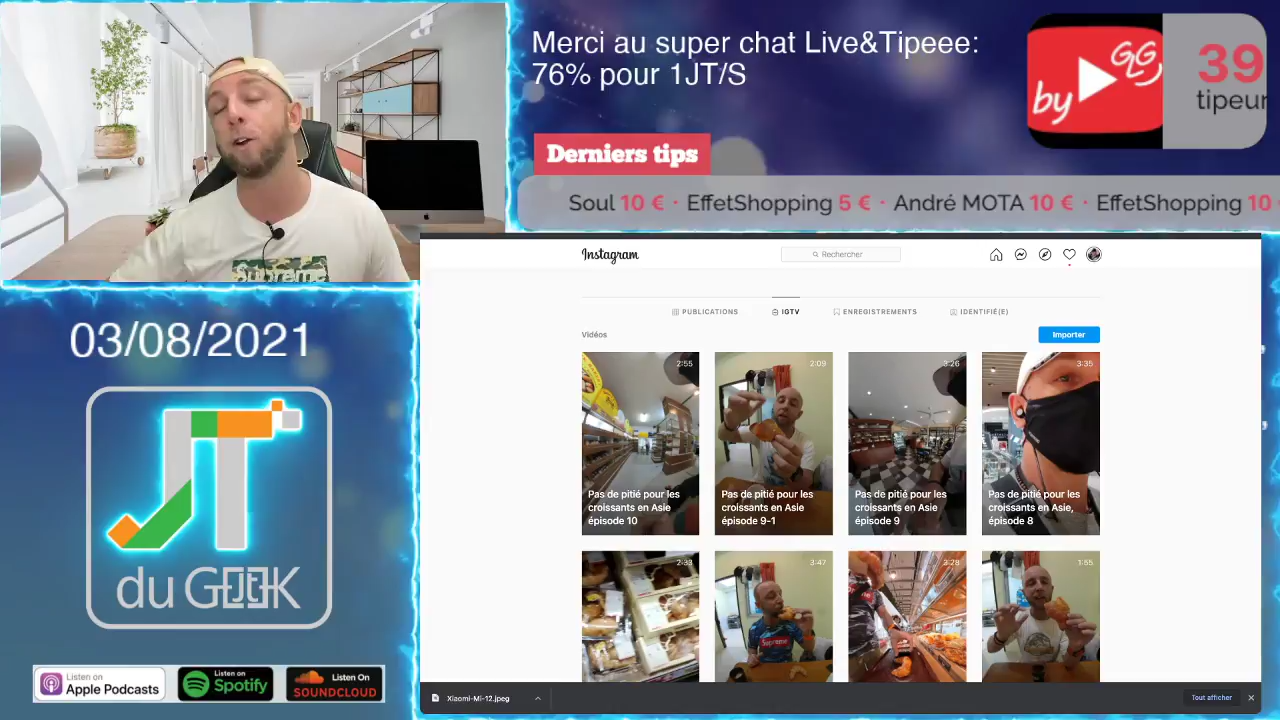 Merci au super chat Live&Tipeee:
76% pour 1JT/S
by GLG
39
tipeur
Derniers tips
Soul 10 € · EffetShopping 5 € · André MOTA 10 € · EffetShopping 10
Supreme
03/08/2021
JT
du GEEK
Listen on
Apple Podcasts
Listen on
Spotify
Listen On
SOUNDCLOUD
Instagram
Rechercher
PUBLICATIONS
IGTV
ENREGISTREMENTS
IDENTIFIÉ(E)
Vidéos
Importer
2:55
Pas de pitié pour les
croissants en Asie
épisode 10
2:09
Pas de pitié pour les
croissants en Asie
épisode 9-1
3:26
Pas de pitié pour les
croissants en Asie
épisode 9
3:35
Pas de pitié pour les
croissants en Asie,
épisode 8
2:33
3:47
Supreme
3:28
1:55
Xiaomi-Mi-12.jpeg
Tout afficher